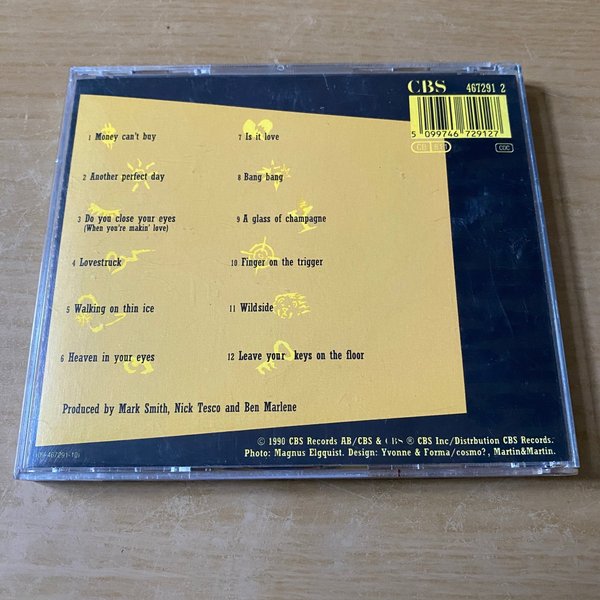 CBS 467291 2
5 099746 729127
CDC
1 Money can't buy
2 Another perfect day
3 Do you close your eyes
(When you're makin' love)
4 Lovestruck
5 Walking on thin ice
6 Heaven in your eyes
7 Is it love
8 Bang bang
9 A glass of champagne
10 Finger on the trigger
11 Wildside
12 Leave your keys on the floor
Produced by Mark Smith, Nick Tesco and Ben Marlene
© 1990 CBS Records AB/CBS & CBS ® CBS Inc/Distrbution CBS Records.
Photo: Magnus Elgquist. Design: Yvonne & Forma/cosmo?, Martin&Martin.